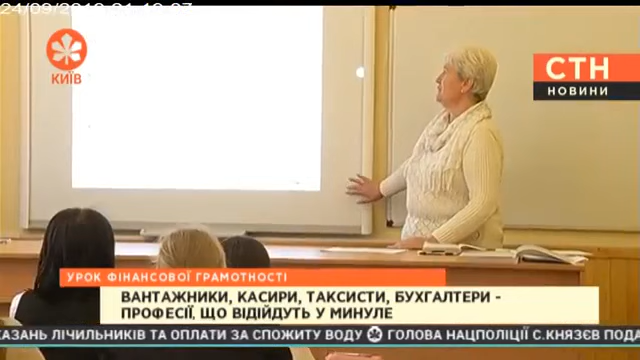 КИЇВ
СТН
НОВИНИ
УРОК ФІНАНСОВОЇ ГРАМОТНОСТІ
ВАНТАЖНИКИ, КАСИРИ, ТАКСИСТИ, БУХГАЛТЕРИ -
ПРОФЕСІЇ, ЩО ВІДІЙДУТЬ У МИНУЛЕ
КАЗАНЬ ЛІЧИЛЬНИКІВ ТА ОПЛАТИ ЗА СПОЖИТУ ВОДУ ГОЛОВА НАЦПОЛІЦІЇ С.КНЯЗЄВ ПОДА